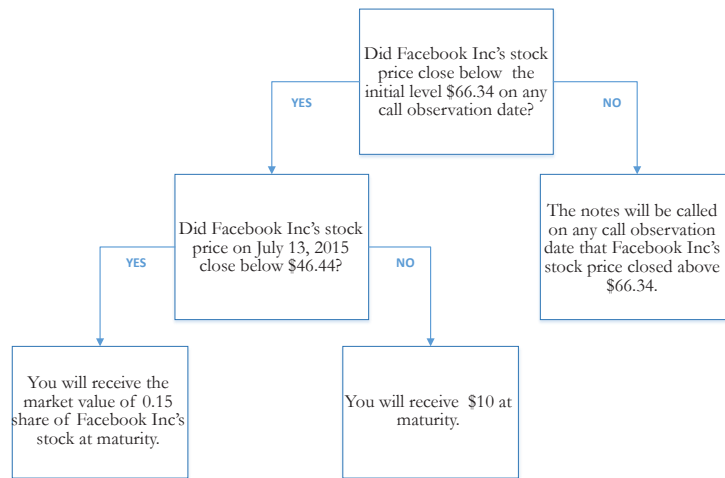 Did Facebook Inc's stock
price close below the
initial level $66.34 on any
call observation date?
YES
NO
Did Facebook Inc's stock
price on July 13, 2015
close below $46.44?
The notes will be called
on any call observation
date that Facebook Inc's
stock price closed above
$66.34.
YES
NO
You will receive the
market value of 0.15
share of Facebook Inc's
stock at maturity.
You will receive $10 at
maturity.